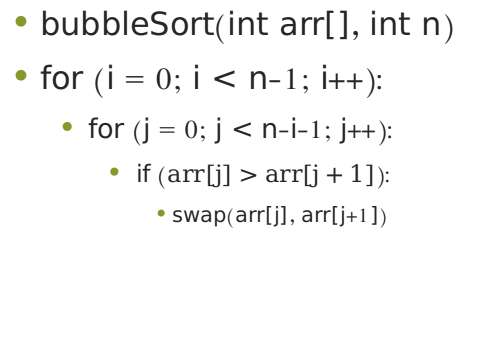 • bubbleSort(int arr[], int n)
• for (i = 0; i < n–1; i++):
• for (j = 0; j < n–i–1; j++):
• if (arr[j] > arr[j + 1]):
• swap(arr[j], arr[j+1])